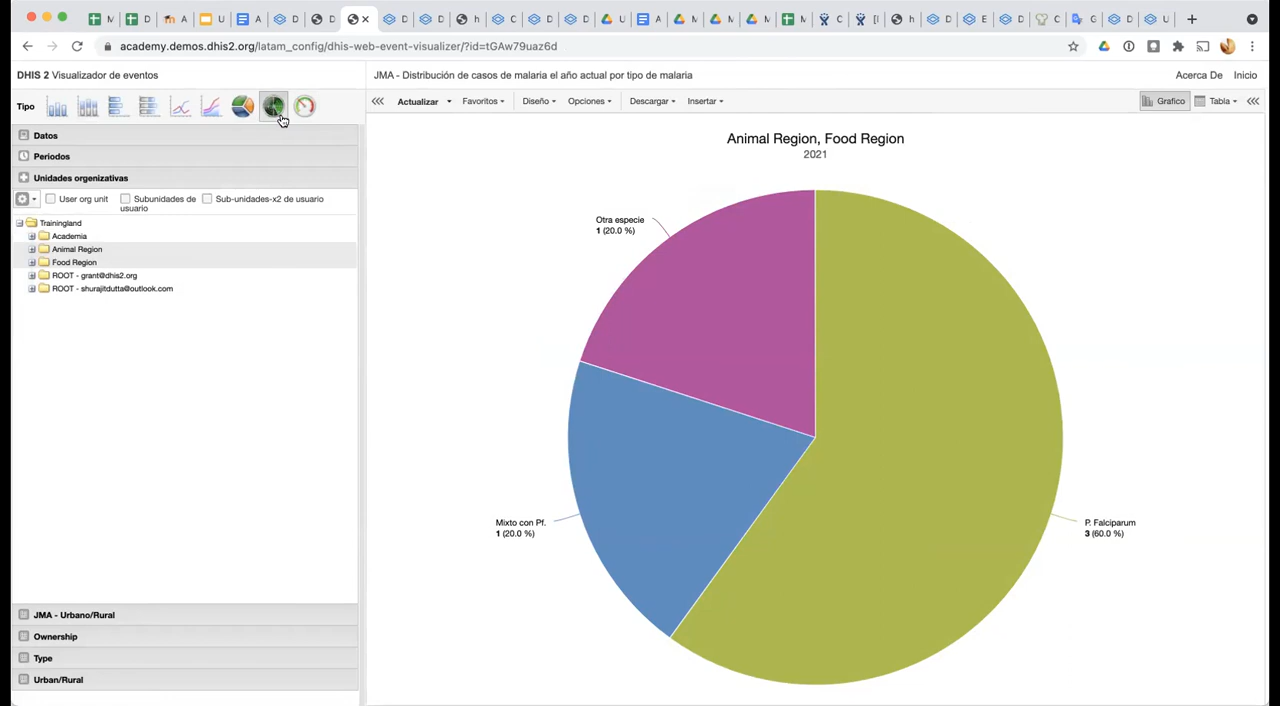 M
D
A
U
A
D
D
D
D
h
C
D
D
U
A
M
M
M
C
[I
h
D
E
D
C
G
D
U
academy.demos.dhis2.org/latam_config/dhis-web-event-visualizer/?id=tGAw79uaz6d
DHIS 2 Visualizador de eventos
JMA - Distribución de casos de malaria el año actual por tipo de malaria
Acerca De
Inicio
Tipo
Actualizar
Favoritos
Diseño
Opciones
Descargar
Insertar
Grafico
Tabla
Datos
Periodos
Unidades organizativas
User org unit
Subunidades de
usuario
Sub-unidades-x2 de usuario
Trainingland
Academia
Animal Region
Food Region
ROOT - grant@dhis2.org
ROOT - shurajitdutta@outlook.com
JMA - Urbano/Rural
Ownership
Type
Urban/Rural
Animal Region, Food Region
2021
Otra especie
1 (20.0 %)
Mixto con Pf.
1 (20.0 %)
P. Falciparum
3 (60.0 %)